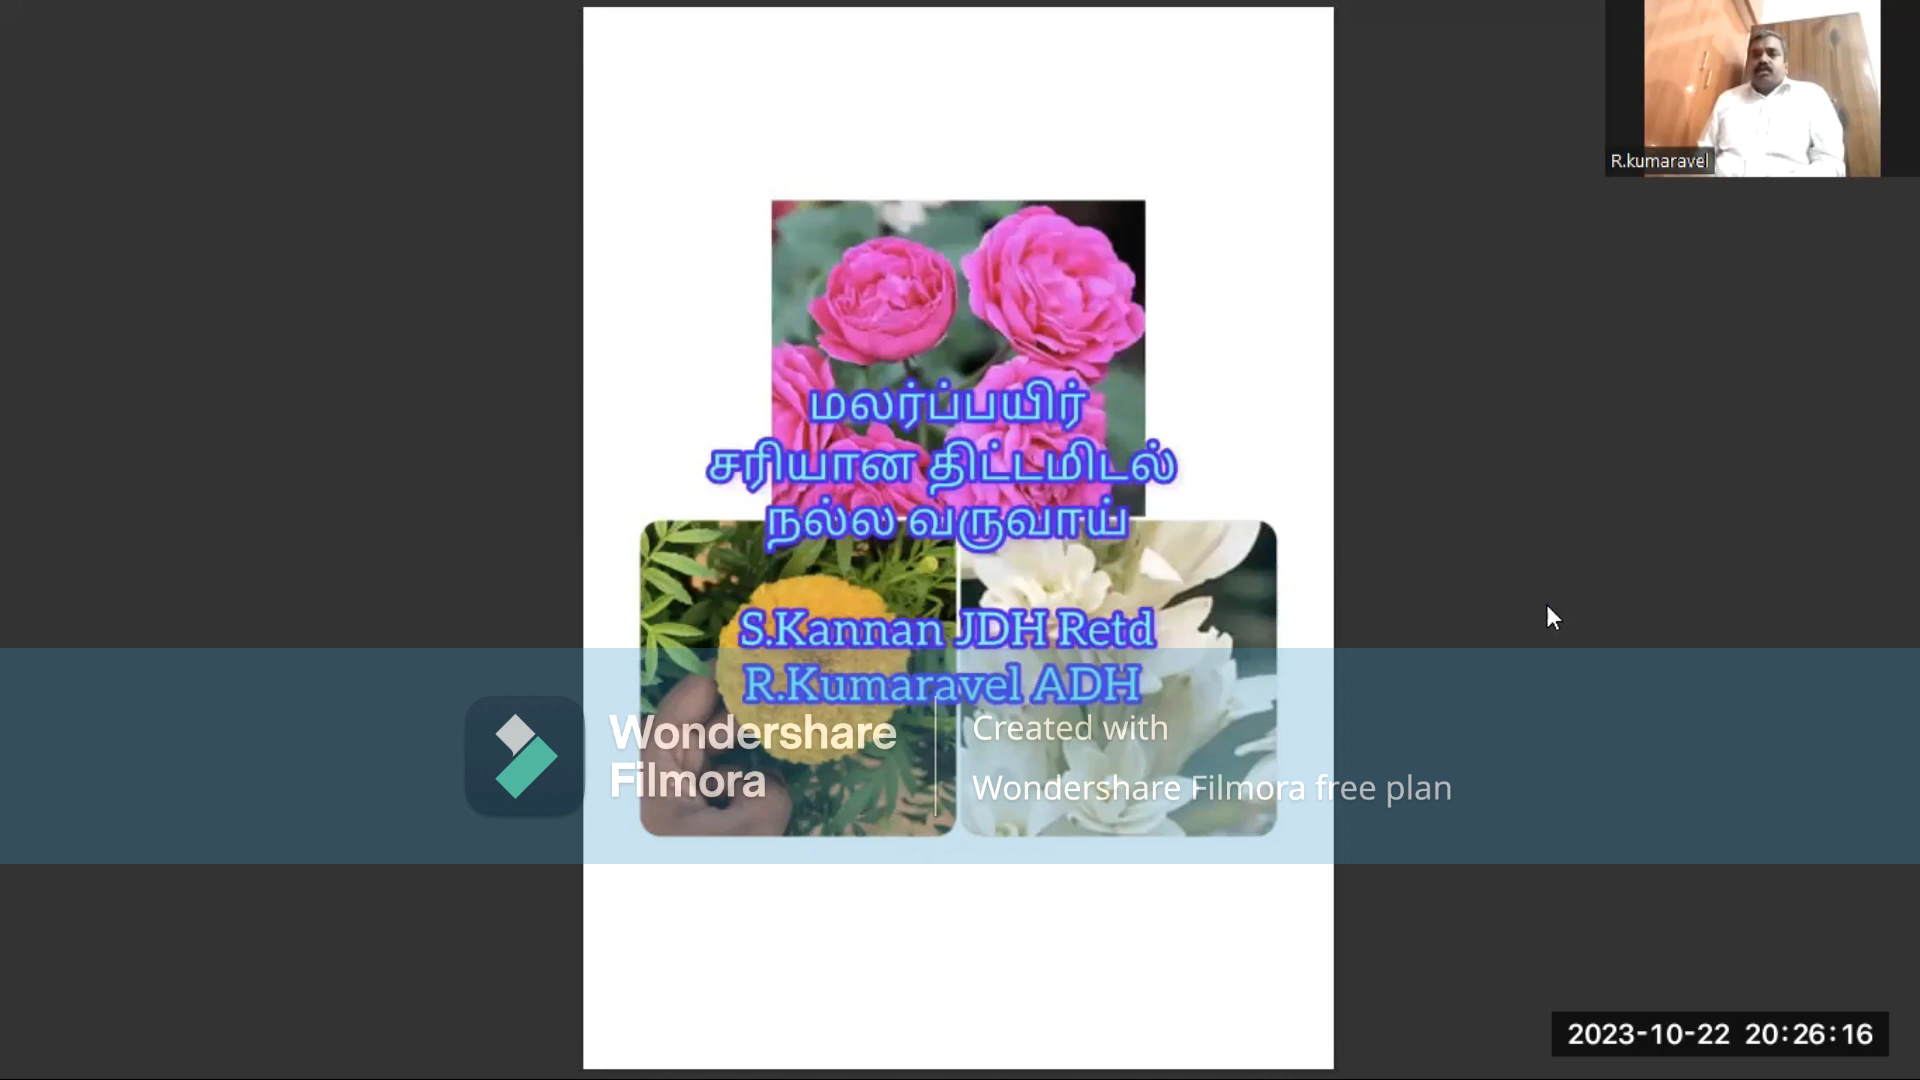 R.kumaravel
மலர்ப்பயிர்
சரியான திட்டமிடல்
நல்ல வருவாய்
S.Kannan JDH Retd
R.Kumaravel ADH
Wondershare
Filmora
Created with
Wondershare Filmora free plan
2023-10-22 20:26:16